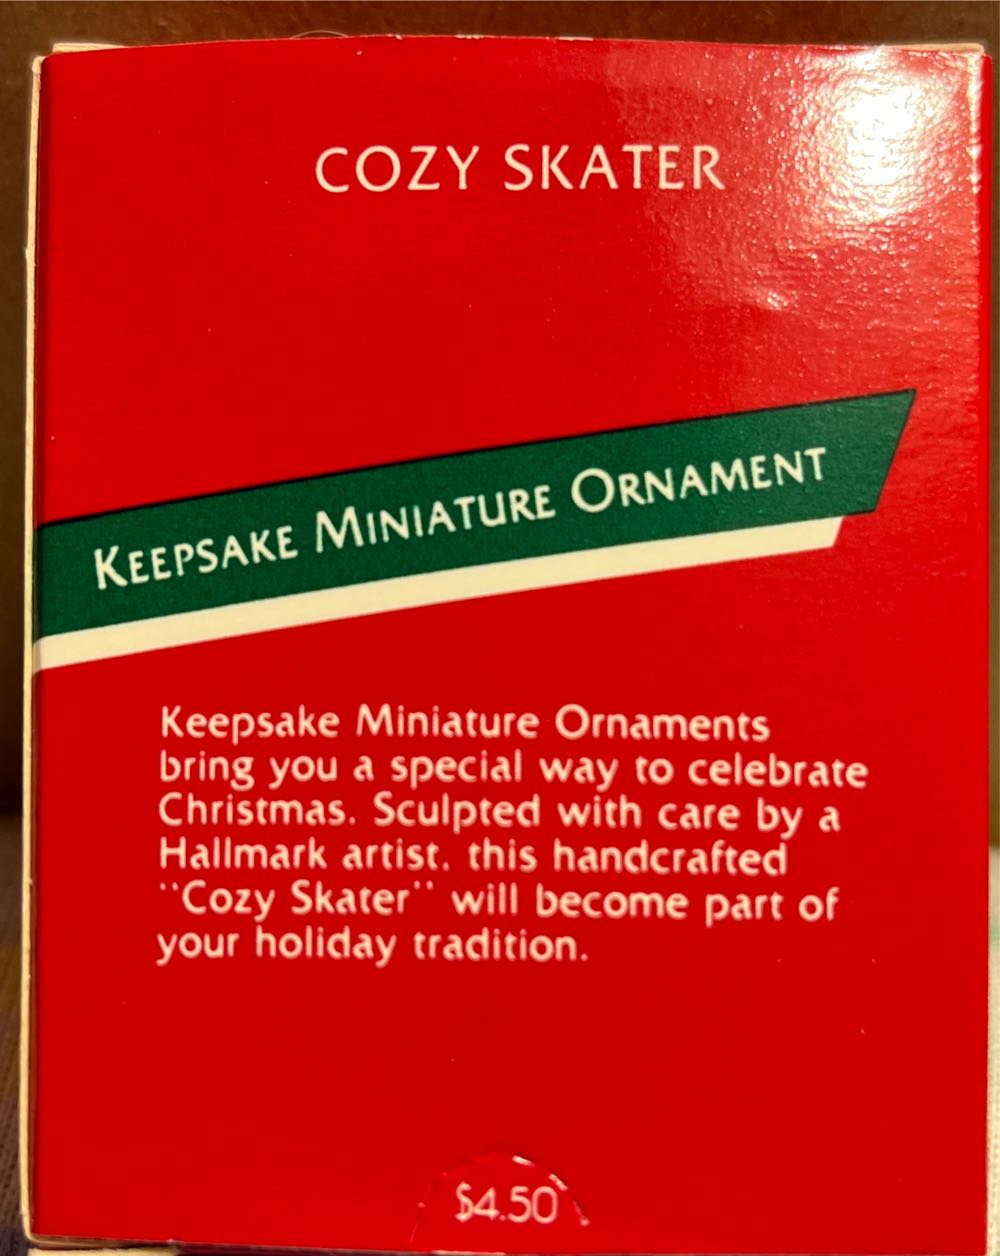 COZY SKATER
KEEPSAKE MINIATURE ORNAMENT
Keepsake Miniature Ornaments
bring you a special way to celebrate
Christmas. Sculpted with care by a
Hallmark artist. this handcrafted
"Cozy Skater" will become part of
your holiday tradition.
$4.50